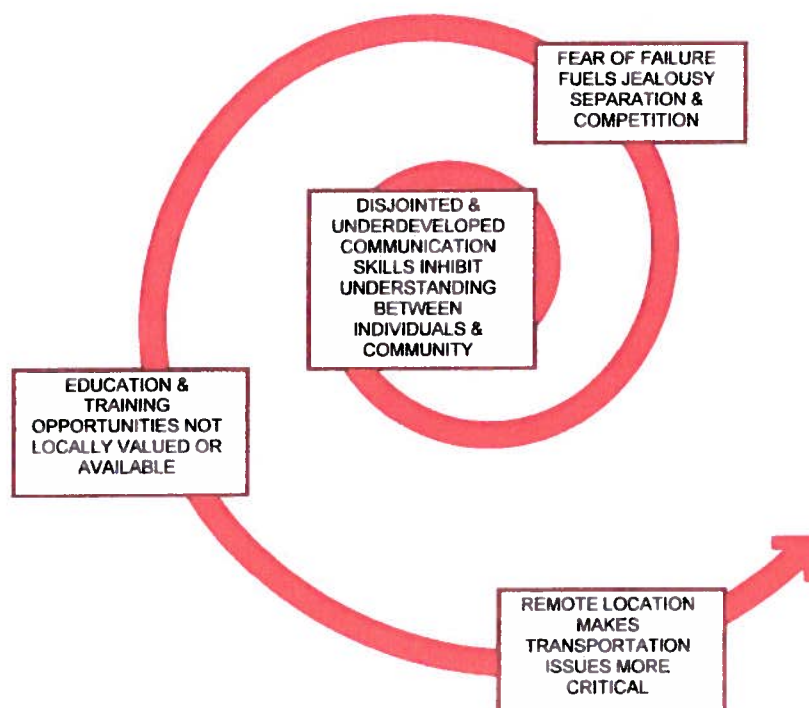 FEAR OF FAILURE
FUELS JEALOUSY
SEPARATION &
COMPETITION
DISJOINTED &
UNDERDEVELOPED
COMMUNICATION
SKILLS INHIBIT
UNDERSTANDING
BETWEEN
INDIVIDUALS &
COMMUNITY
EDUCATION &
TRAINING
OPPORTUNITIES NOT
LOCALLY VALUED OR
AVAILABLE
REMOTE LOCATION
MAKES
TRANSPORTATION
ISSUES MORE
CRITICAL